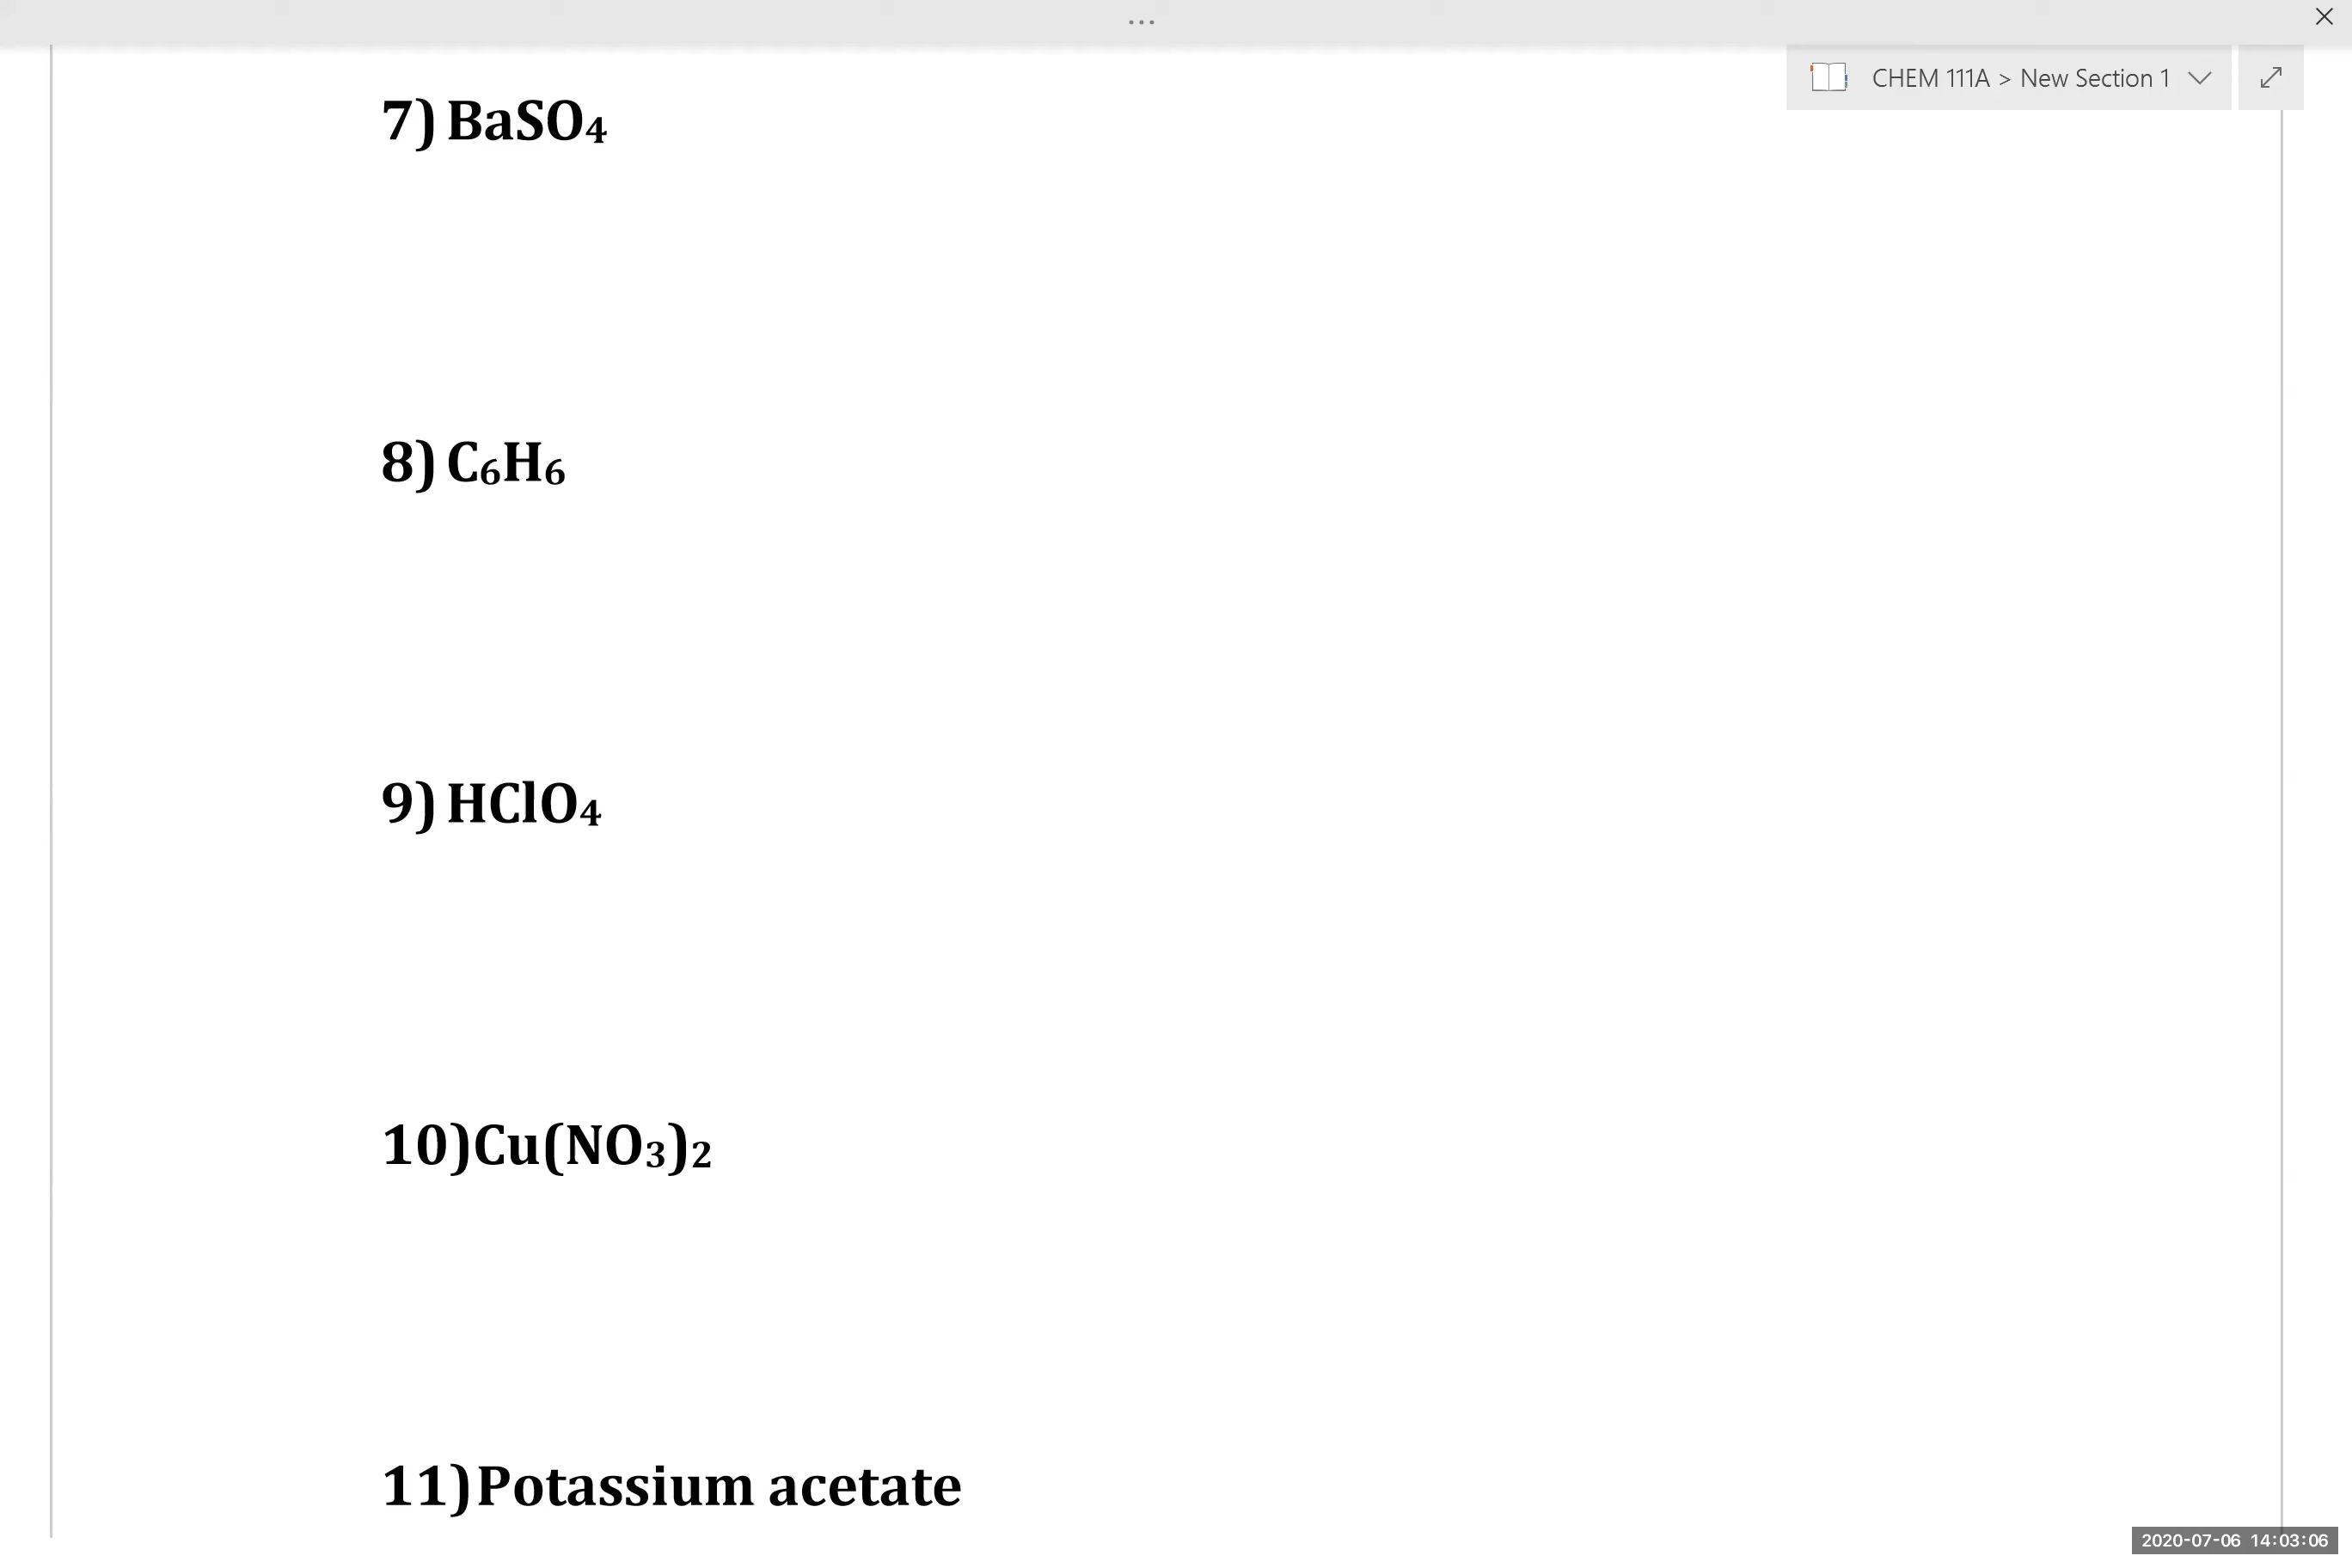 ...
CHEM 111A > New Section 1
7) BaSO₄
8) C₆H₆
9) HClO₄
10)Cu(NO₃)₂
11)Potassium acetate
2020-07-06 14:03:06